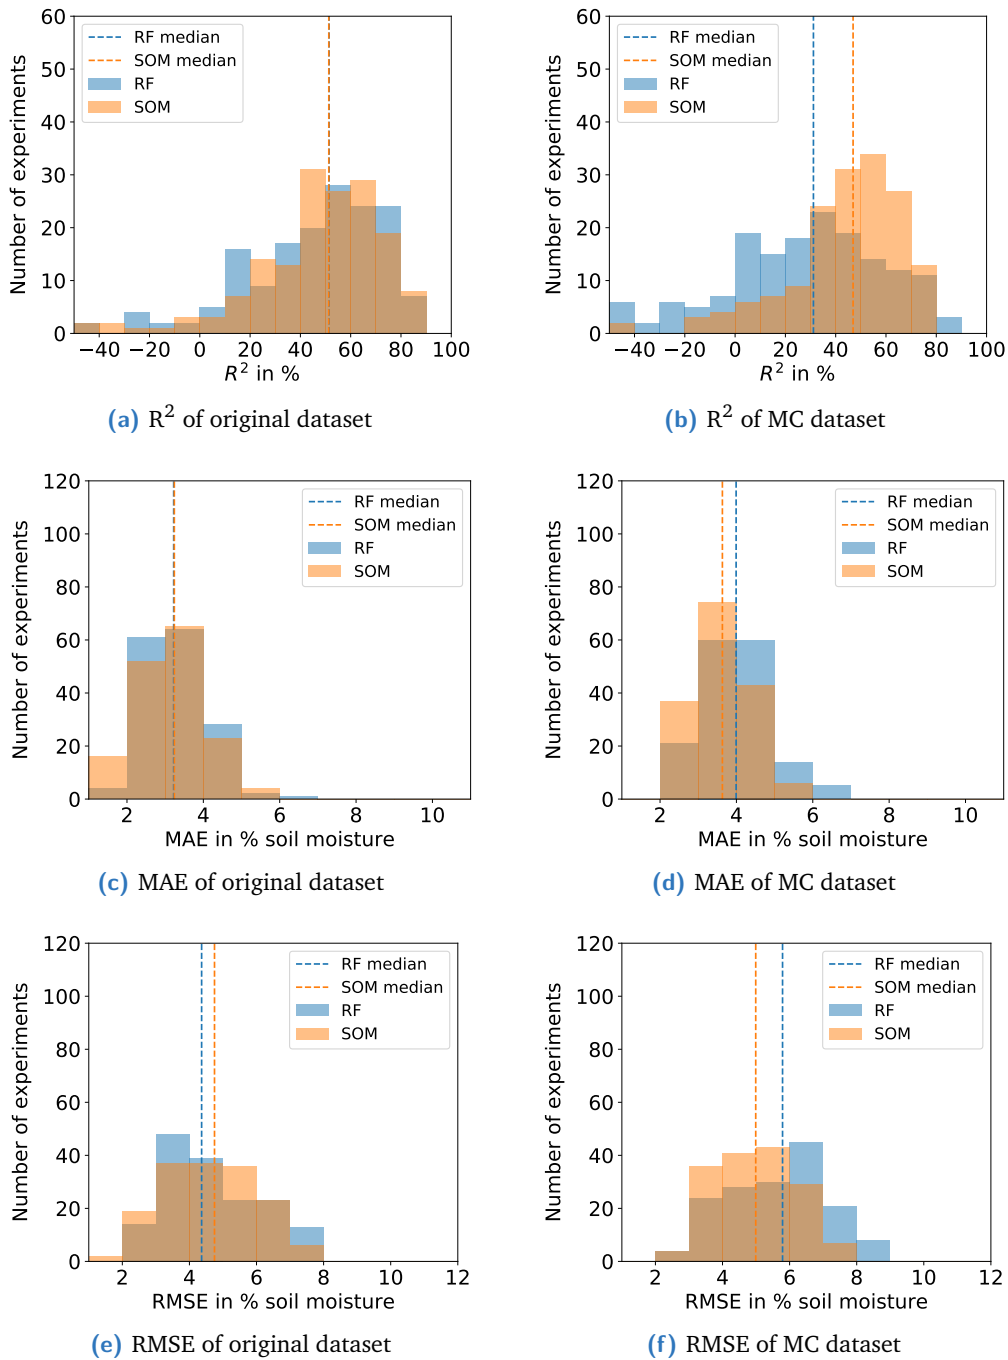 60
50
40
30
20
10
0
Number of experiments
RF median
SOM median
RF
SOM
−40 −20 0 20 40 60 80 100
R² in %
(a) R² of original dataset
60
50
40
30
20
10
0
Number of experiments
RF median
SOM median
RF
SOM
−40 −20 0 20 40 60 80 100
R² in %
(b) R² of MC dataset
120
100
80
60
40
20
0
Number of experiments
RF median
SOM median
RF
SOM
2 4 6 8 10
MAE in % soil moisture
(c) MAE of original dataset
120
100
80
60
40
20
0
Number of experiments
RF median
SOM median
RF
SOM
2 4 6 8 10
MAE in % soil moisture
(d) MAE of MC dataset
120
100
80
60
40
20
0
Number of experiments
RF median
SOM median
RF
SOM
2 4 6 8 10 12
RMSE in % soil moisture
(e) RMSE of original dataset
120
100
80
60
40
20
0
Number of experiments
RF median
SOM median
RF
SOM
2 4 6 8 10 12
RMSE in % soil moisture
(f) RMSE of MC dataset